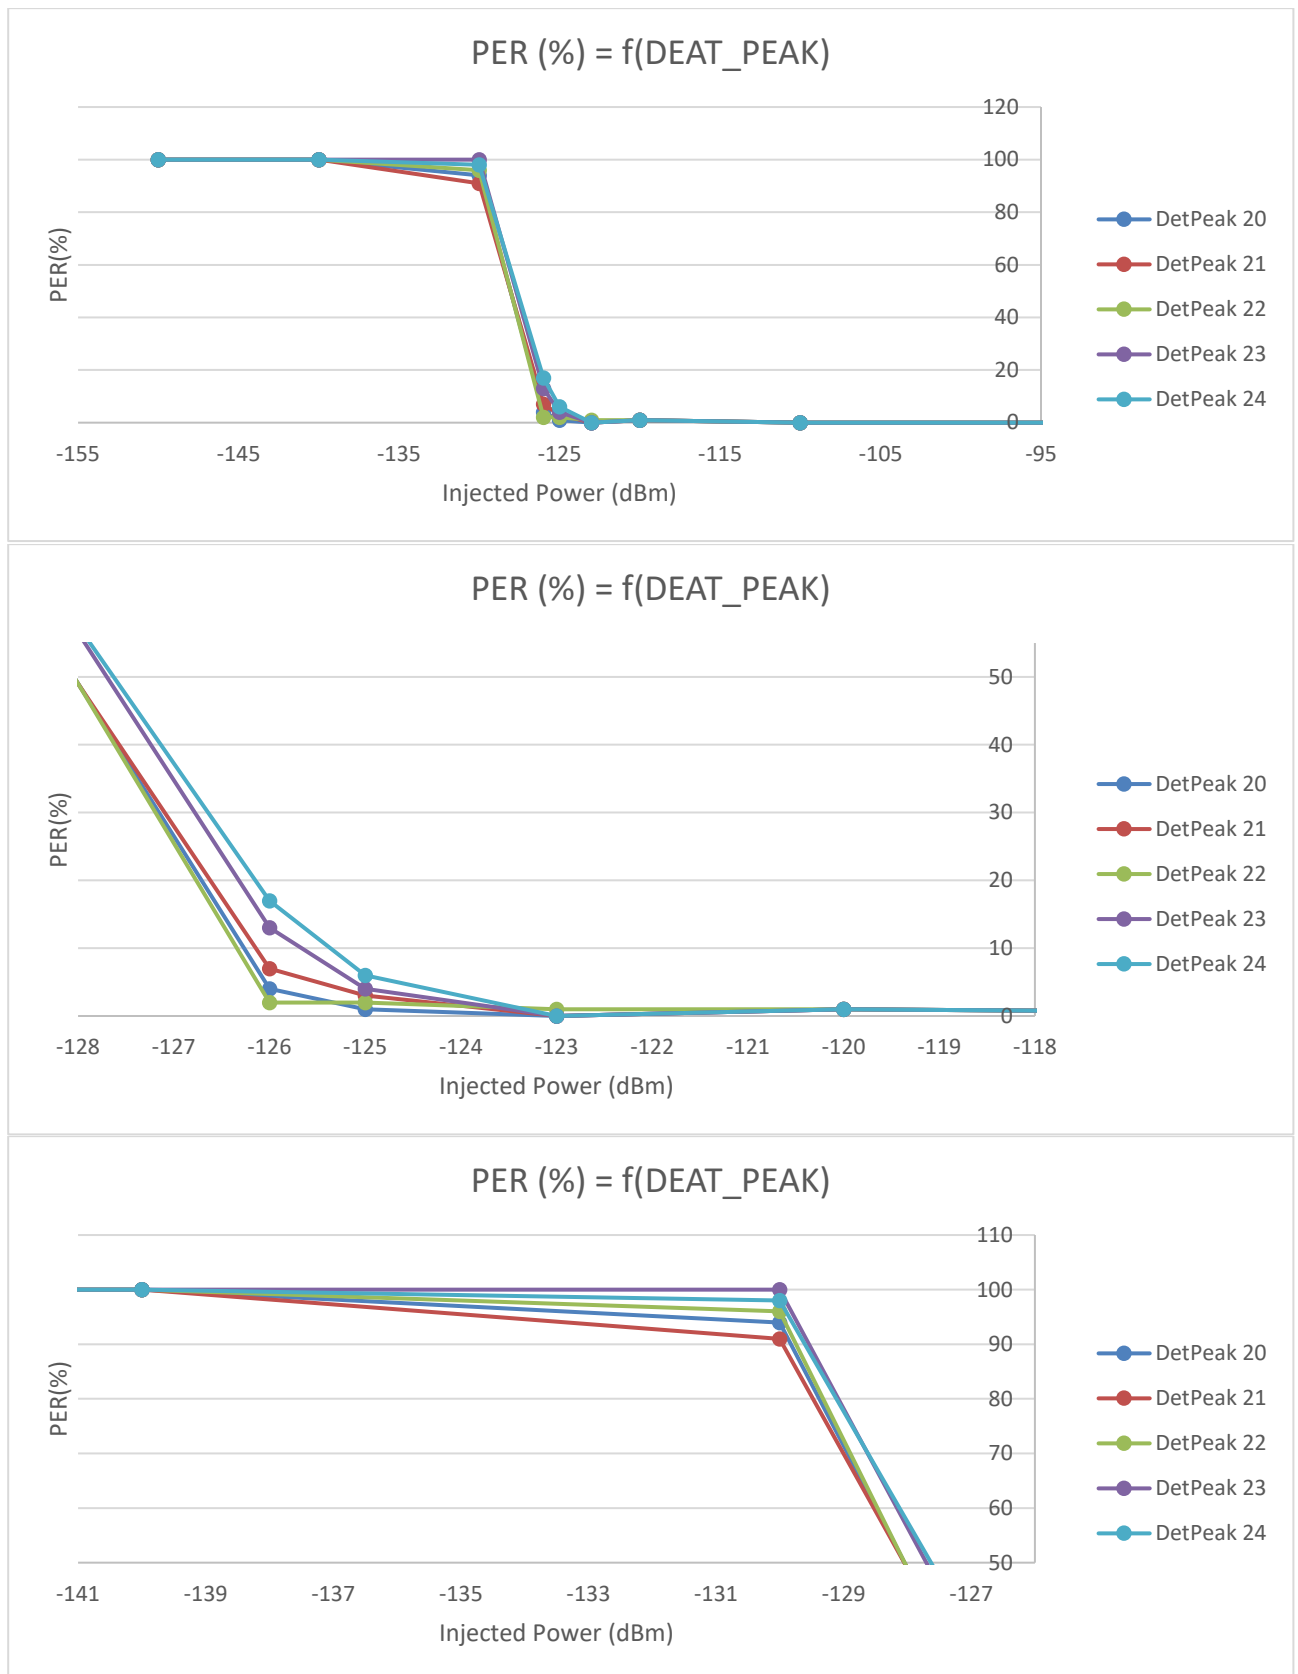 PER (%) = f(DEAT_PEAK)
120
100
80
60
40
20
0
PER(%)
-155 -145 -135 -125 -115 -105 -95
Injected Power (dBm)
DetPeak 20
DetPeak 21
DetPeak 22
DetPeak 23
DetPeak 24
PER (%) = f(DEAT_PEAK)
50
40
30
20
10
0
PER(%)
-128 -127 -126 -125 -124 -123 -122 -121 -120 -119 -118
Injected Power (dBm)
DetPeak 20
DetPeak 21
DetPeak 22
DetPeak 23
DetPeak 24
PER (%) = f(DEAT_PEAK)
110
100
90
80
70
60
50
PER(%)
-141 -139 -137 -135 -133 -131 -129 -127
Injected Power (dBm)
DetPeak 20
DetPeak 21
DetPeak 22
DetPeak 23
DetPeak 24